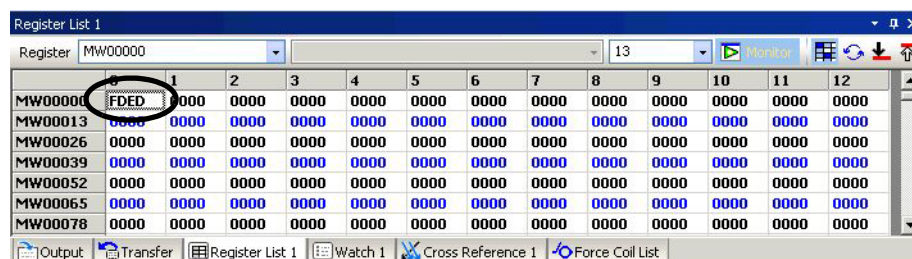 Register List 1
Register MW00000 13 Monitor
0 1 2 3 4 5 6 7 8 9 10 11 12
MW00000 FDED 0000 0000 0000 0000 0000 0000 0000 0000 0000 0000 0000 0000
MW00013 0000 0000 0000 0000 0000 0000 0000 0000 0000 0000 0000 0000 0000
MW00026 0000 0000 0000 0000 0000 0000 0000 0000 0000 0000 0000 0000 0000
MW00039 0000 0000 0000 0000 0000 0000 0000 0000 0000 0000 0000 0000 0000
MW00052 0000 0000 0000 0000 0000 0000 0000 0000 0000 0000 0000 0000 0000
MW00065 0000 0000 0000 0000 0000 0000 0000 0000 0000 0000 0000 0000 0000
MW00078 0000 0000 0000 0000 0000 0000 0000 0000 0000 0000 0000 0000 0000
Output Transfer Register List 1 Watch 1 Cross Reference 1 Force Coil List